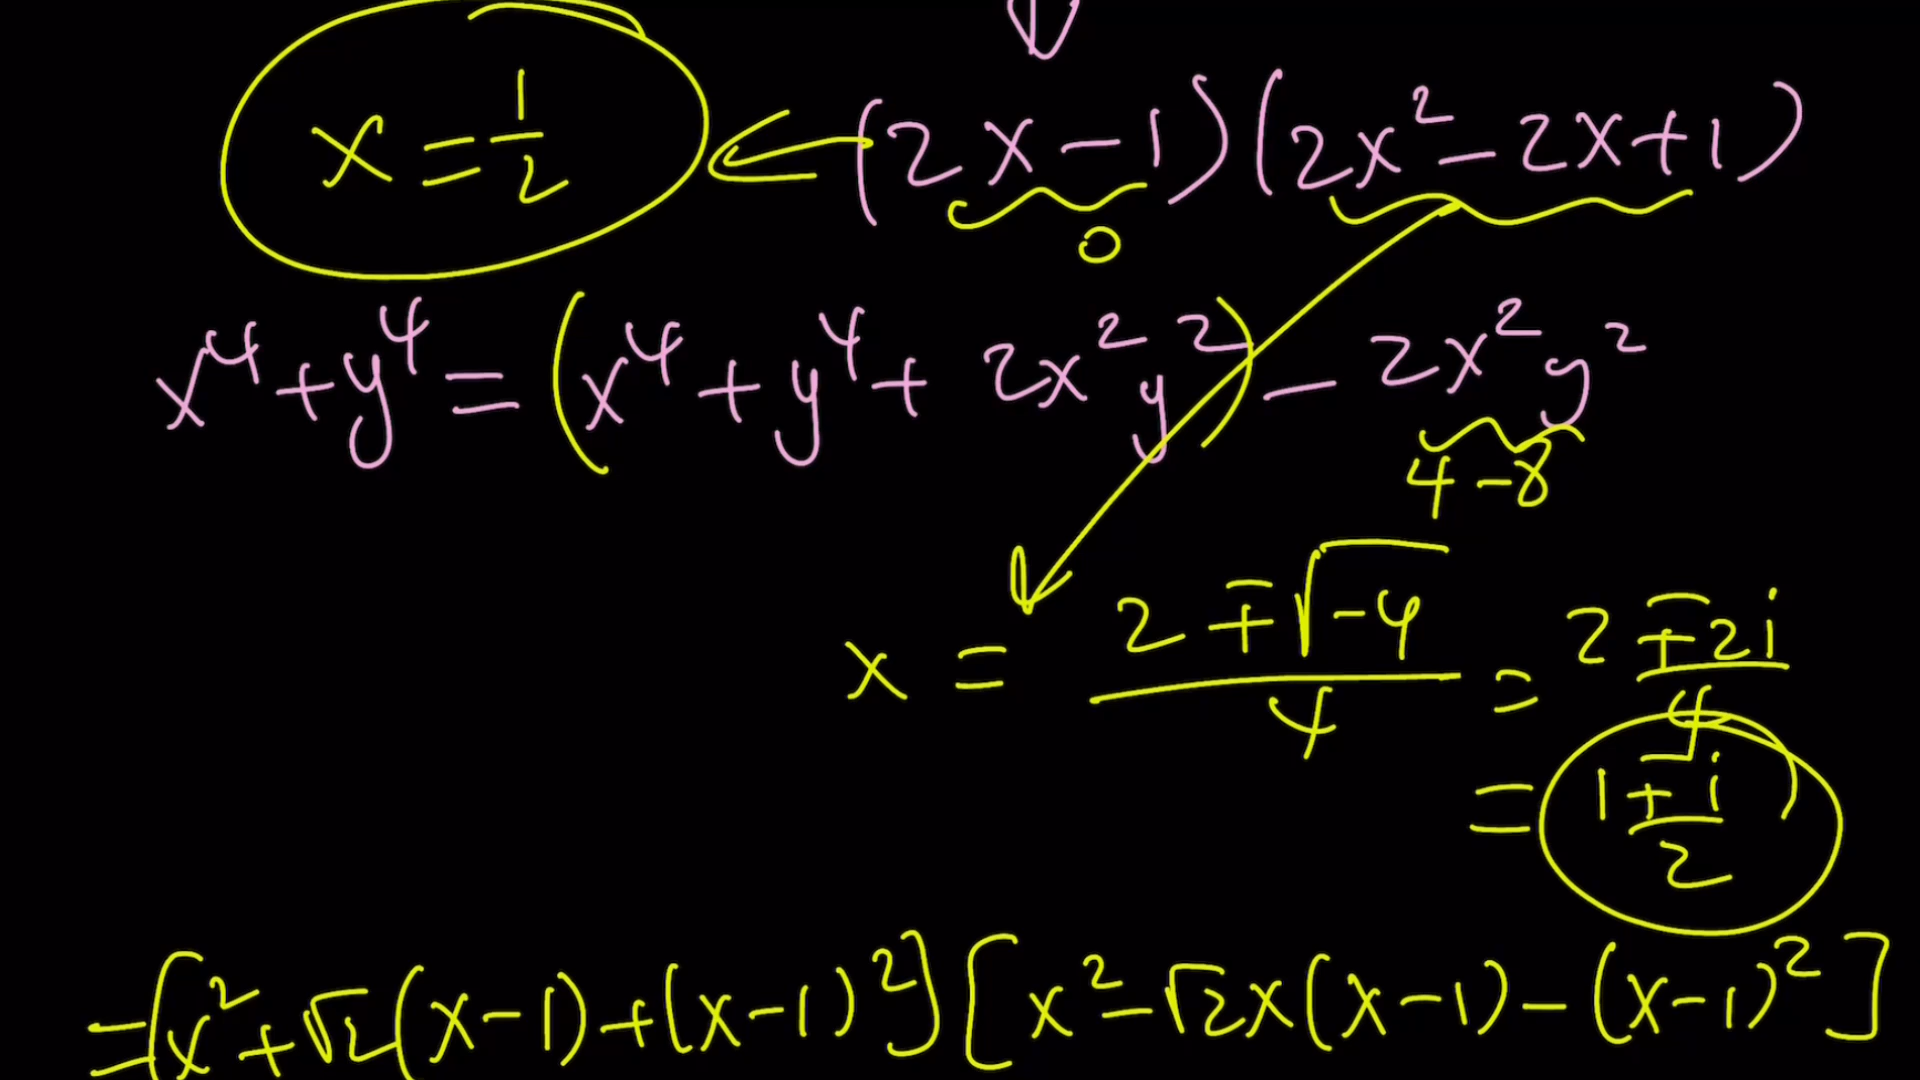 x = 1/2 ← (2x-1)(2x²-2x+1)
0
x⁴+y⁴ = (x⁴+y⁴+2x²y²) - 2x²y²
4-8
x = (2∓√-4)/4 = (2∓2i)/4
= (1∓i)/2
=[x²+√2(x-1)+(x-1)²][x²-√2x(x-1)-(x-1)²]